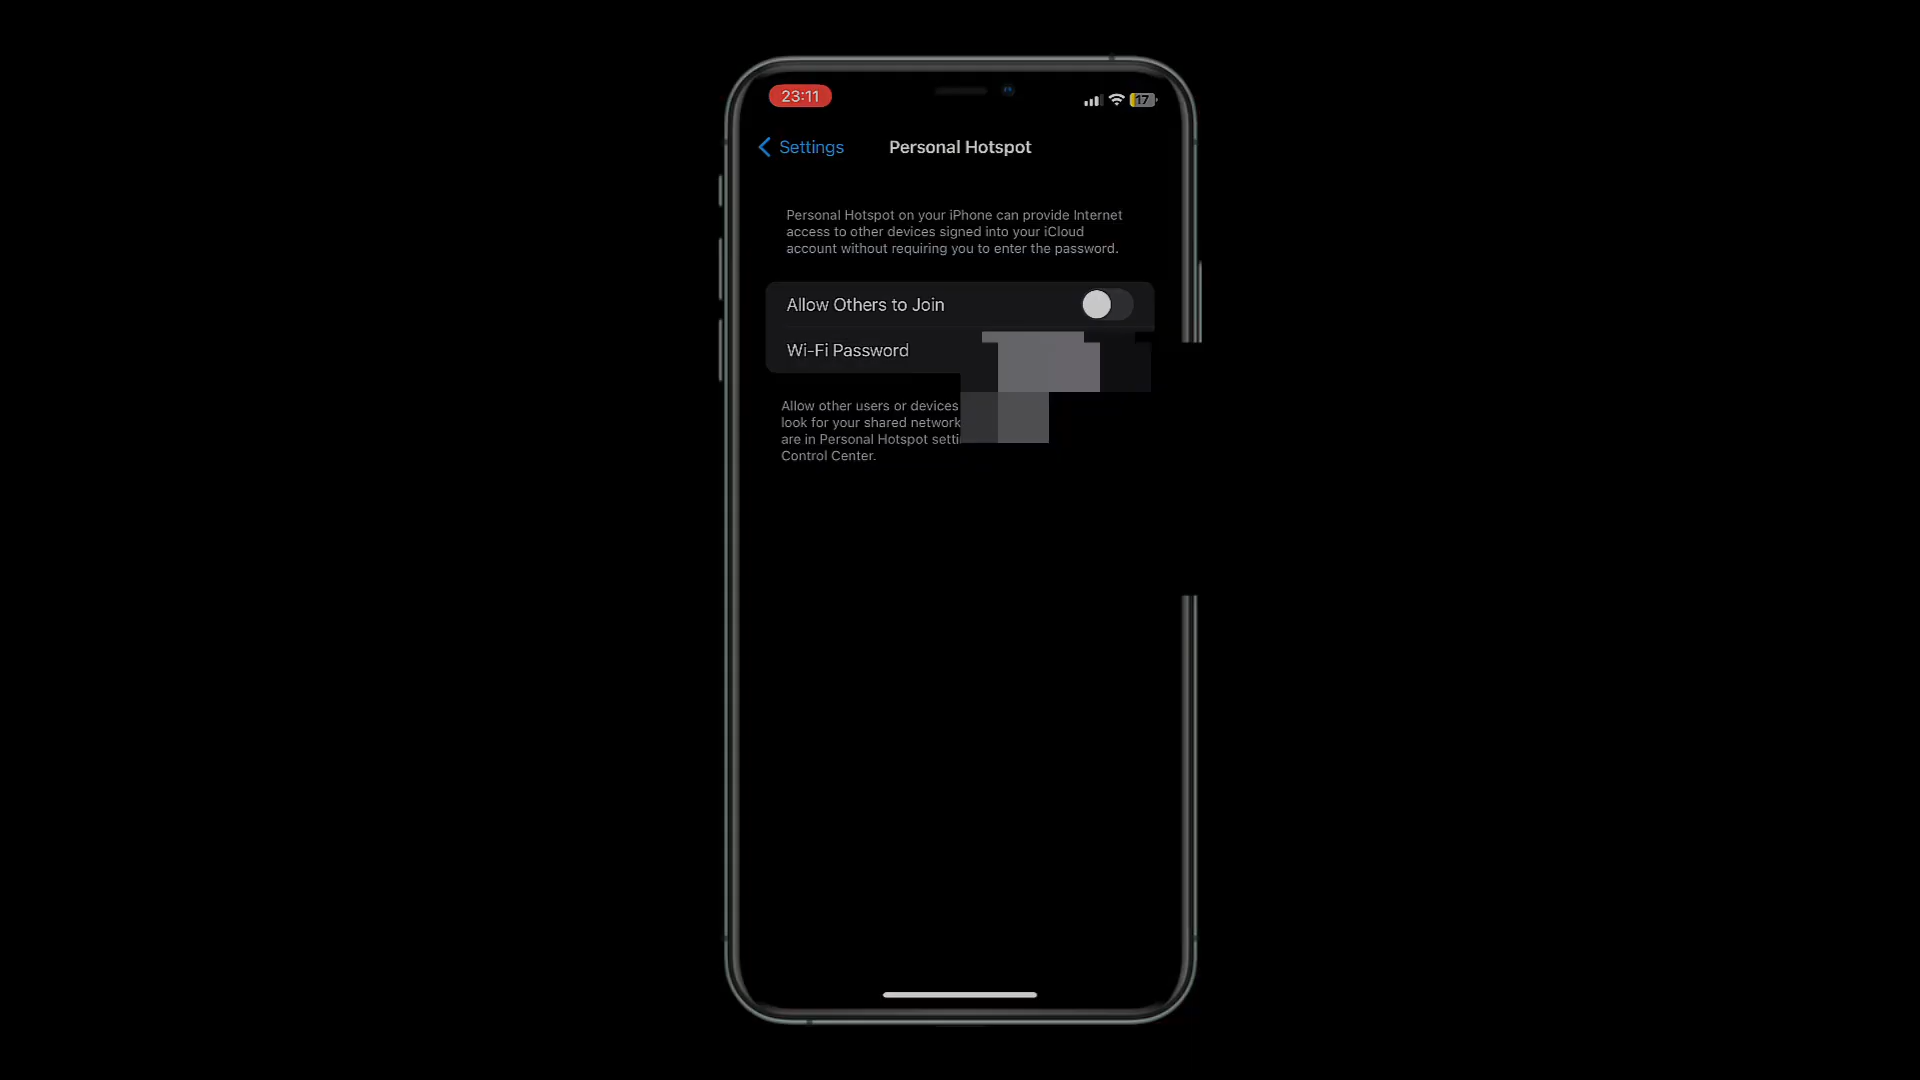 23:11
17
Settings
Personal Hotspot
Personal Hotspot on your iPhone can provide Internet
access to other devices signed into your iCloud
account without requiring you to enter the password.
Allow Others to Join
Wi-Fi Password
Allow other users or devices
look for your shared network
are in Personal Hotspot
Control Center.